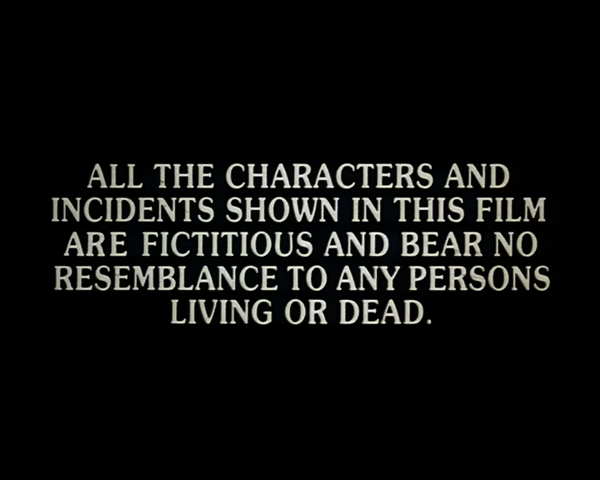 ALL THE CHARACTERS AND
INCIDENTS SHOWN IN THIS FILM
ARE FICTITIOUS AND BEAR NO
RESEMBLANCE TO ANY PERSONS
LIVING OR DEAD.